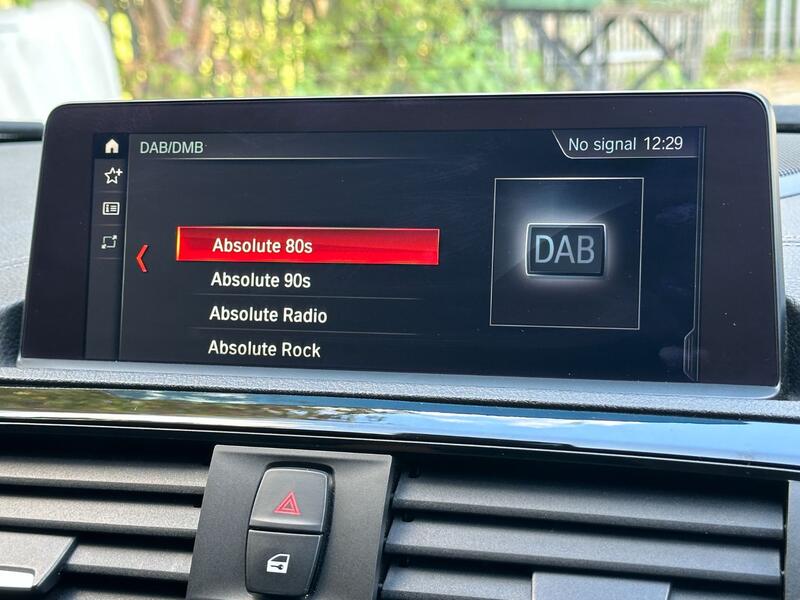 DAB/DMB
No signal 12:29
Absolute 80s
Absolute 90s
Absolute Radio
Absolute Rock
DAB